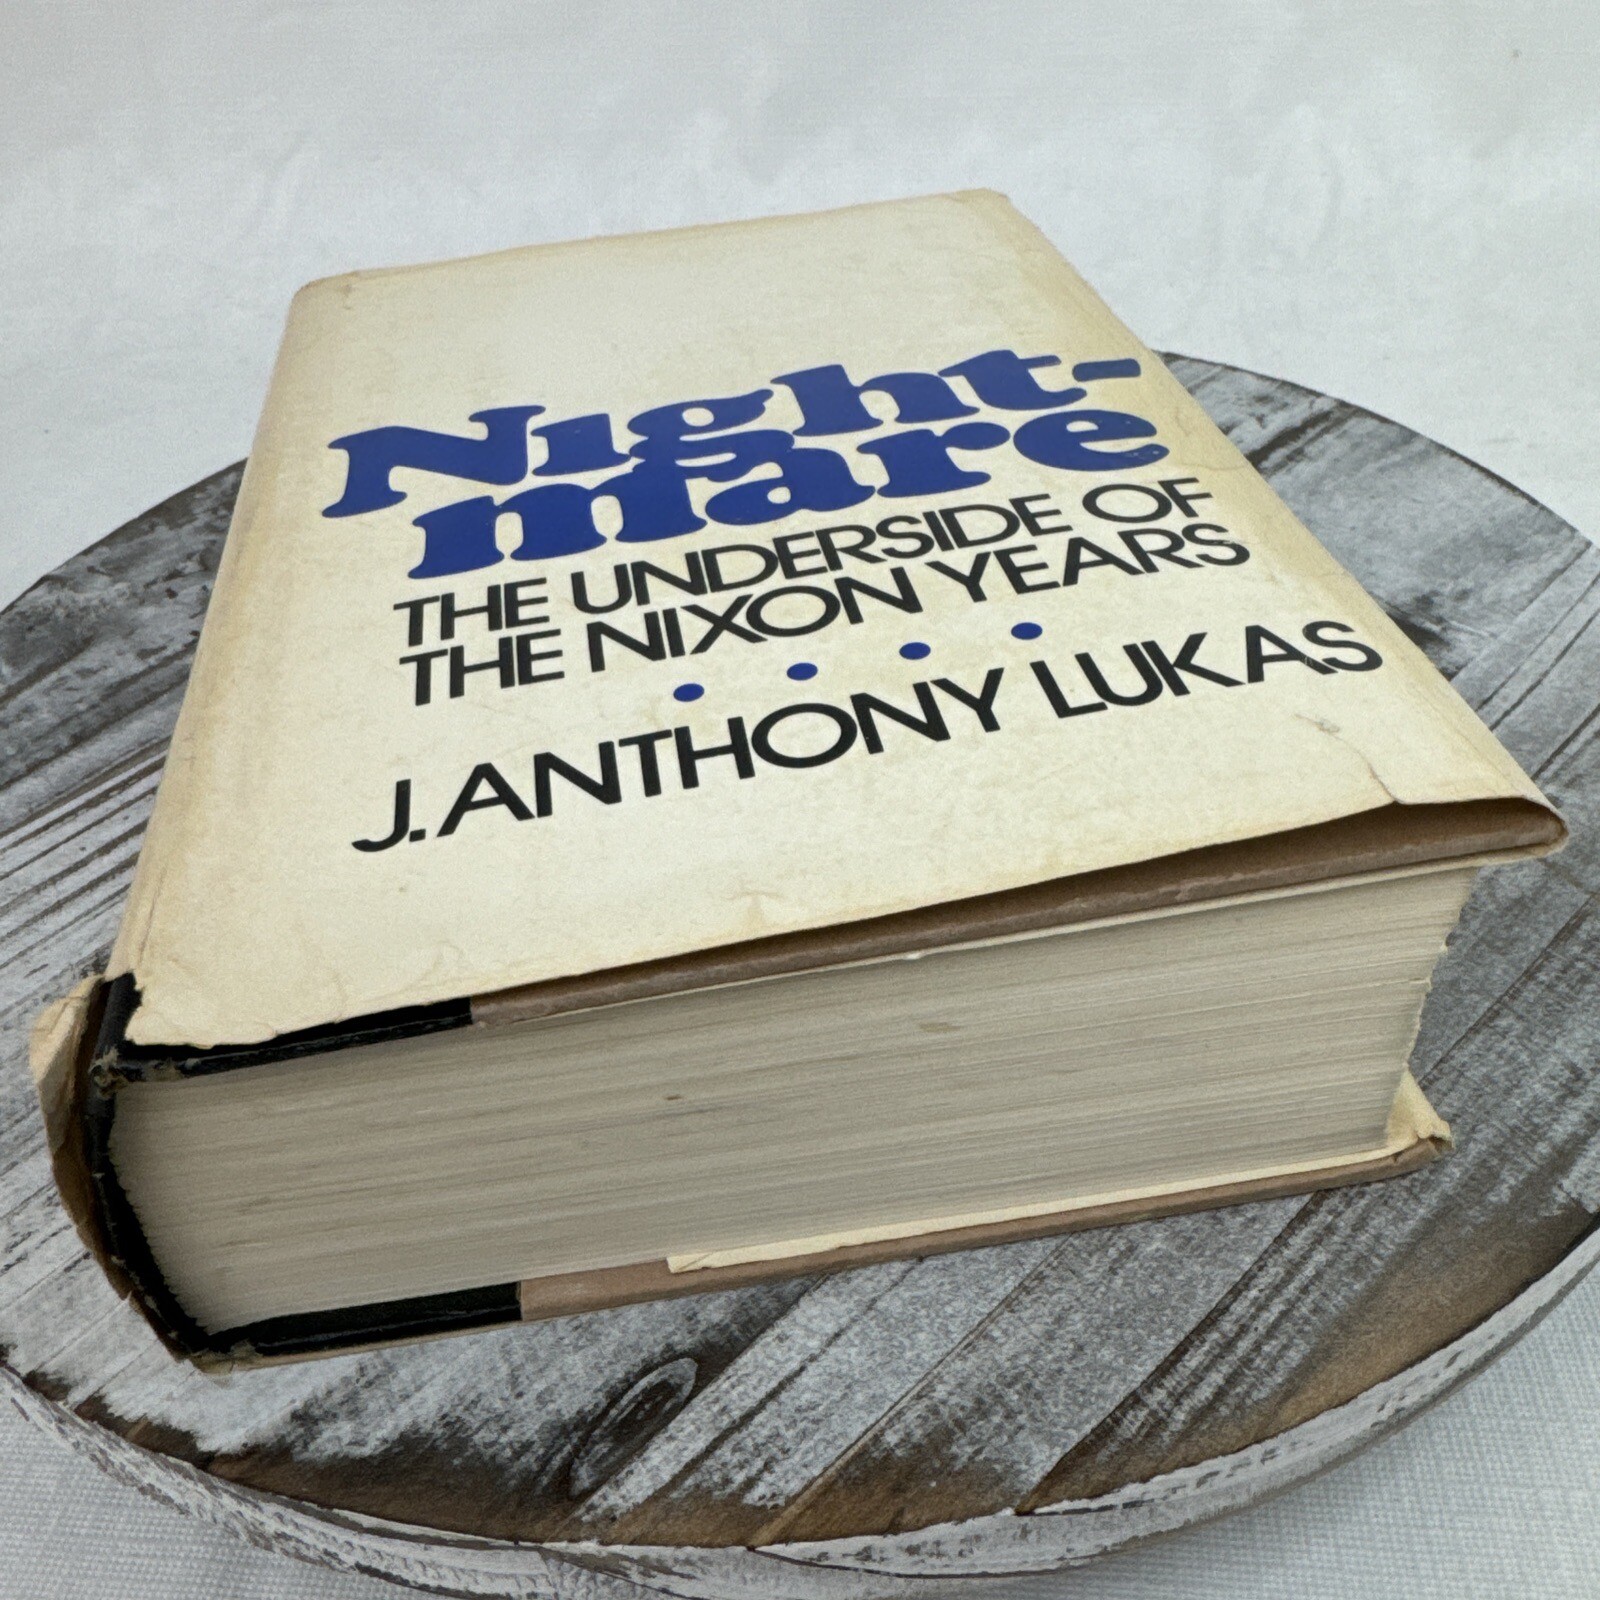 Night-
mare
THE UNDERSIDE OF
THE NIXON YEARS
J. ANTHONY LUKAS